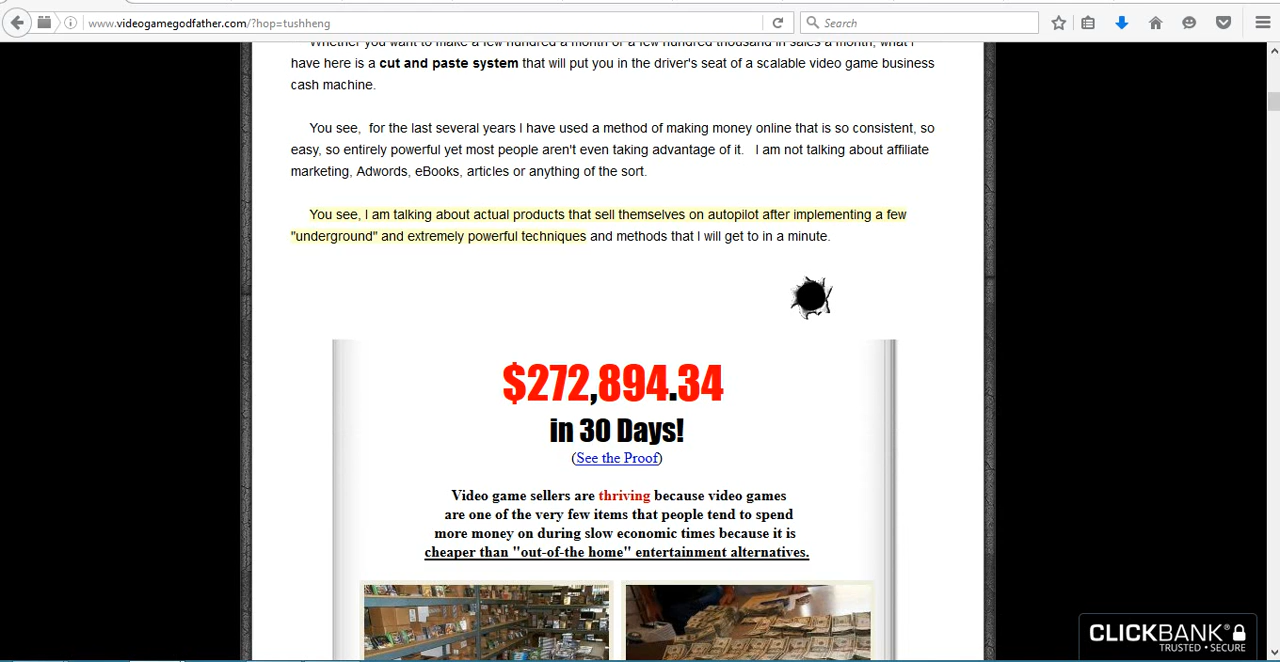 www.videogamegodfather.com/?hop=tushheng
Search
Whether you want to make a few hundred a month or a few hundred thousand in sales a month, what I
have here is a cut and paste system that will put you in the driver's seat of a scalable video game business
cash machine.
You see, for the last several years I have used a method of making money online that is so consistent, so
easy, so entirely powerful yet most people aren't even taking advantage of it. I am not talking about affiliate
marketing, Adwords, eBooks, articles or anything of the sort.
You see, I am talking about actual products that sell themselves on autopilot after implementing a few
"underground" and extremely powerful techniques and methods that I will get to in a minute.
$272,894.34
in 30 Days!
(See the Proof)
Video game sellers are thriving because video games
are one of the very few items that people tend to spend
more money on during slow economic times because it is
cheaper than "out-of-the home" entertainment alternatives.
CLICKBANK®
TRUSTED • SECURE